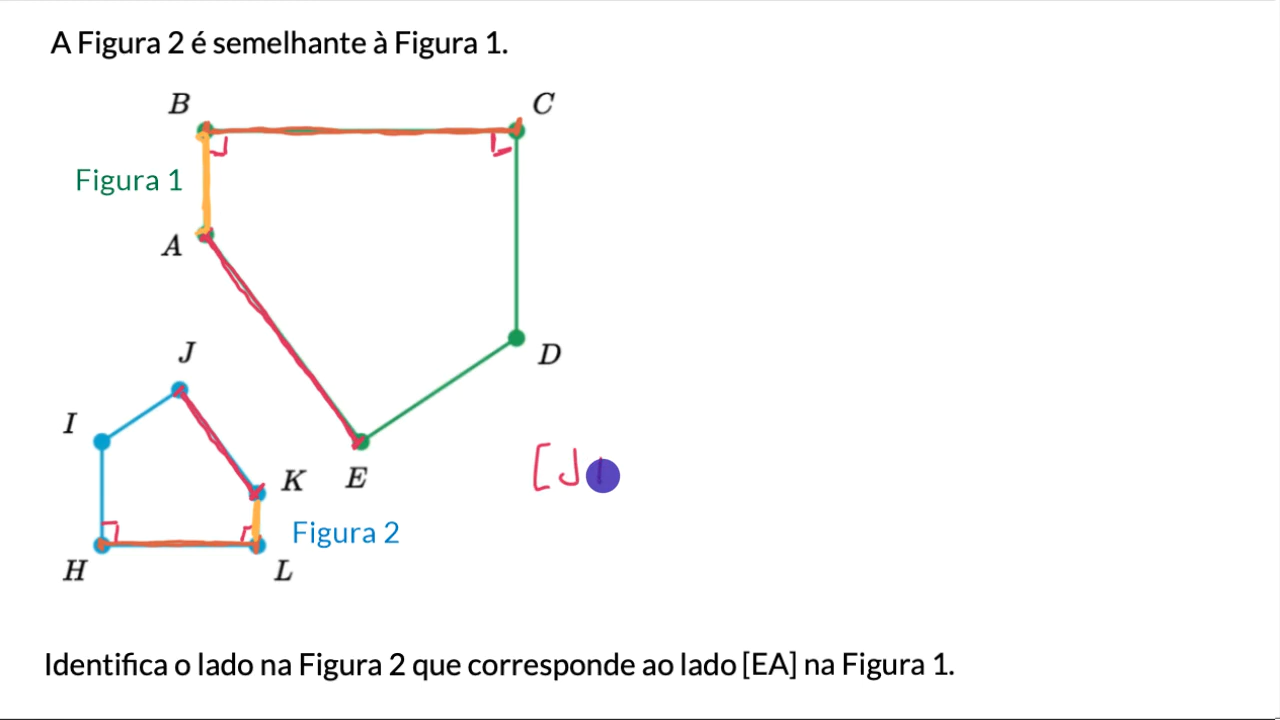 A Figura 2 é semelhante à Figura 1.
B
C
Figura 1
A
J
D
I
K
E
[J
Figura 2
H
L
Identifica o lado na Figura 2 que corresponde ao lado [EA] na Figura 1.